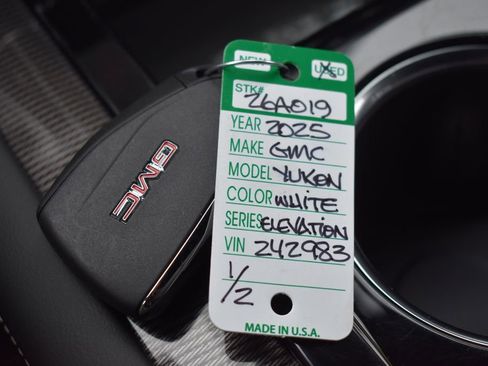 NEW USED
STK# 26A019
YEAR 2025
MAKE GMC
MODEL YUKON
COLOR WHITE
SERIES ELEVATION
VIN 242983
1/2
MADE IN U.S.A.
GMC